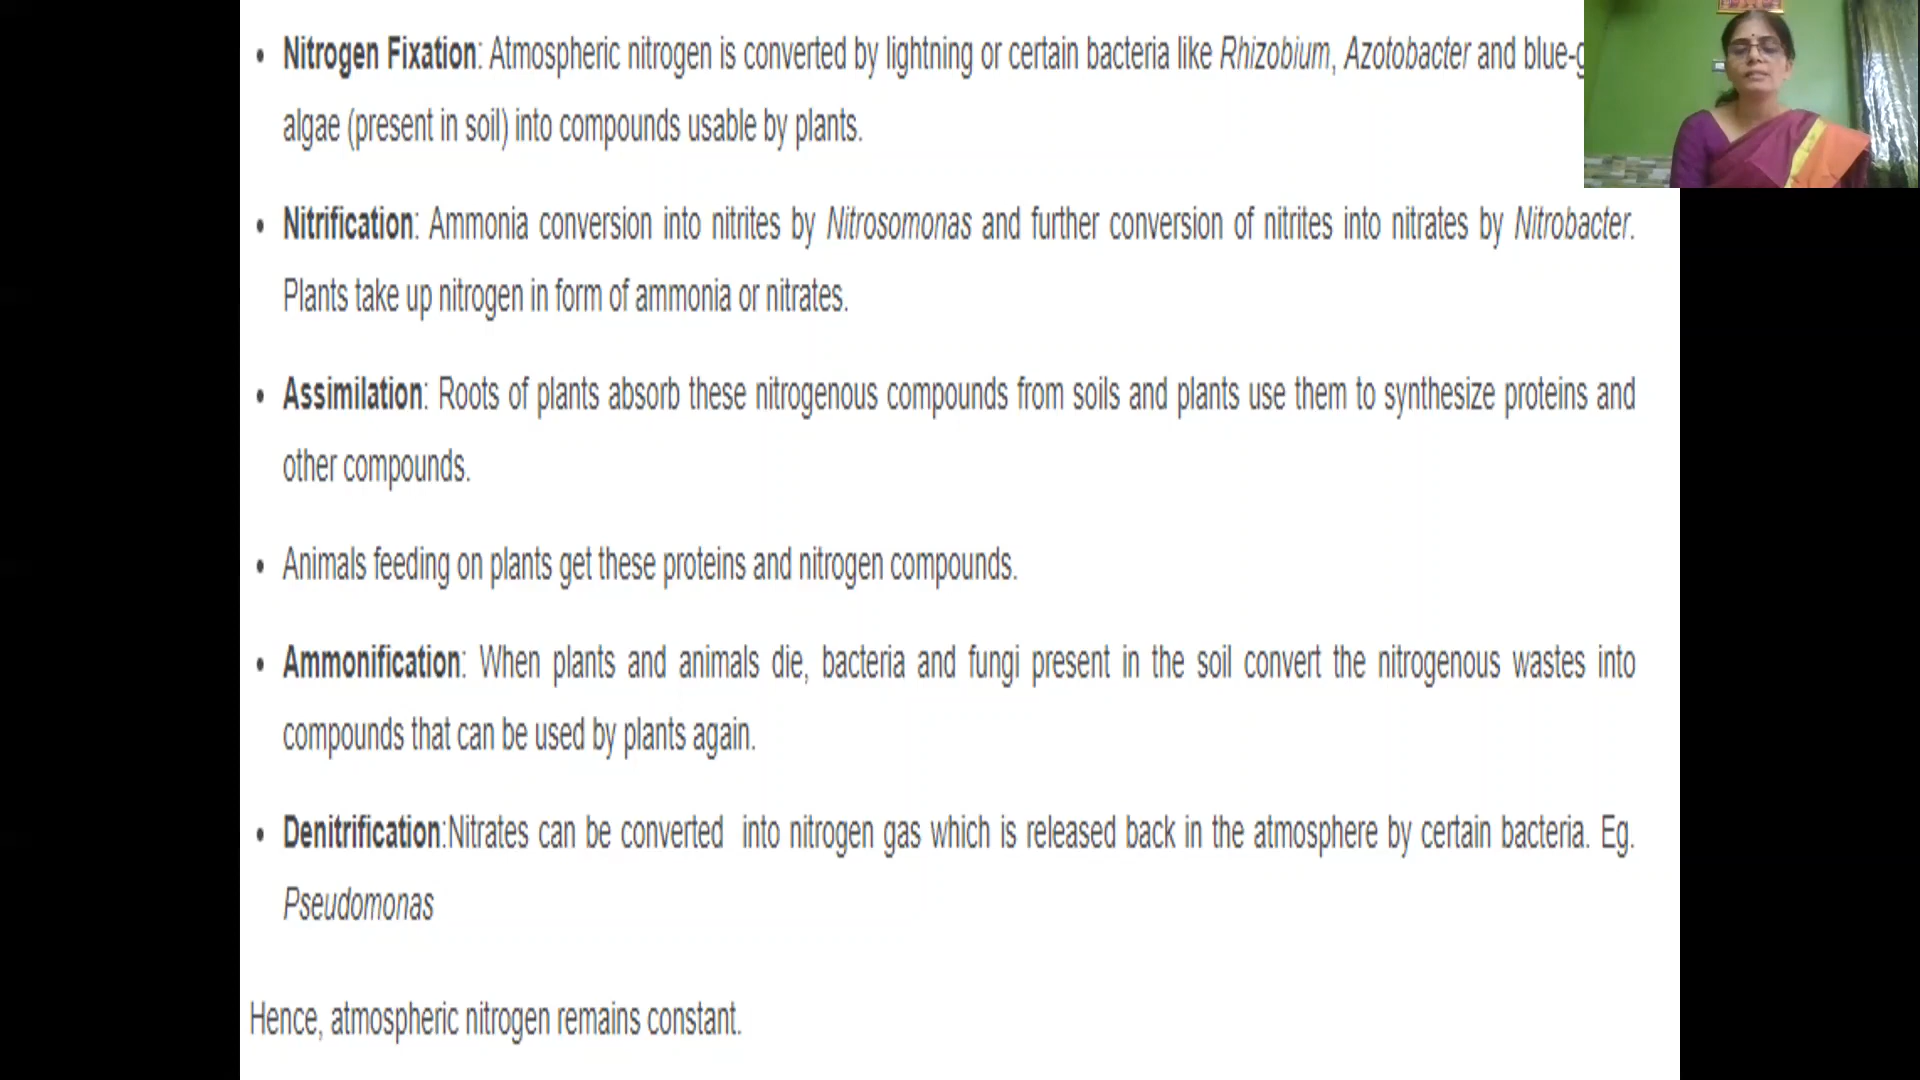 • Nitrogen Fixation: Atmospheric nitrogen is converted by lightning or certain bacteria like Rhizobium, Azotobacter and
algae (present in soil) into compounds usable by plants.
• Nitrification: Ammonia conversion into nitrites by Nitrosomonas and further conversion of nitrites into nitrates by Nitrobacter.
Plants take up nitrogen in form of ammonia or nitrates.
• Assimilation: Roots of plants absorb these nitrogenous compounds from soils and plants use them to synthesize proteins and
other compounds.
• Animals feeding on plants get these proteins and nitrogen compounds.
• Ammonification: When plants and animals die, bacteria and fungi present in the soil convert the nitrogenous wastes into
compounds that can be used by plants again.
• Denitrification:Nitrates can be converted into nitrogen gas which is released back in the atmosphere by certain bacteria. Eg.
Pseudomonas
Hence, atmospheric nitrogen remains constant.